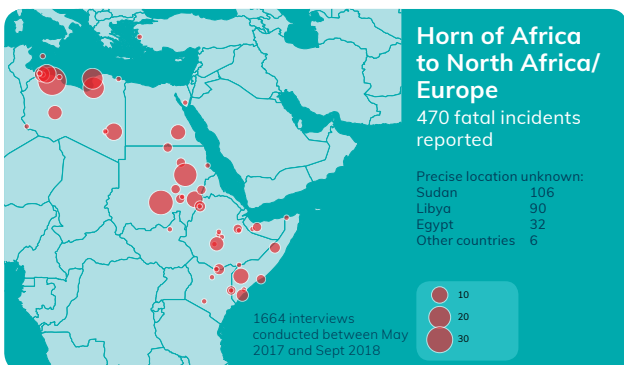 Horn of Africa
to North Africa/
Europe
470 fatal incidents
reported
Precise location unknown:
Sudan 106
Libya 90
Egypt 32
Other countries 6
10
20
30
1664 interviews
conducted between May
2017 and Sept 2018